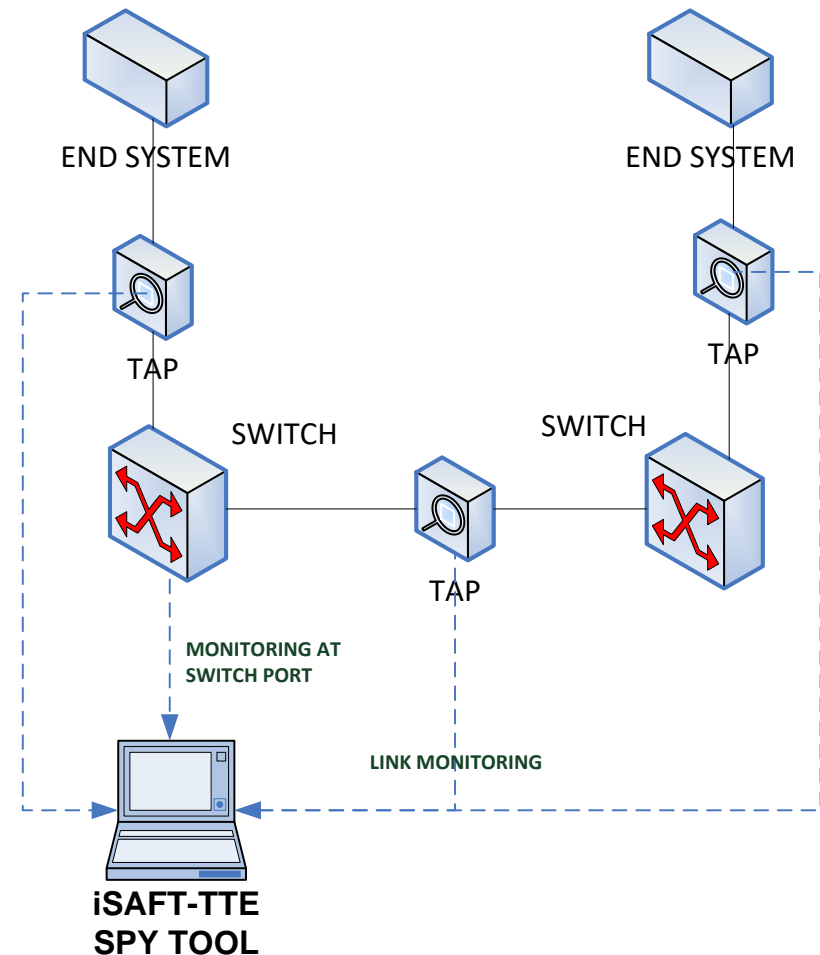 END SYSTEM
END SYSTEM
TAP
TAP
SWITCH
SWITCH
TAP
MONITORING AT
SWITCH PORT
LINK MONITORING
iSAFT-TTE
SPY TOOL